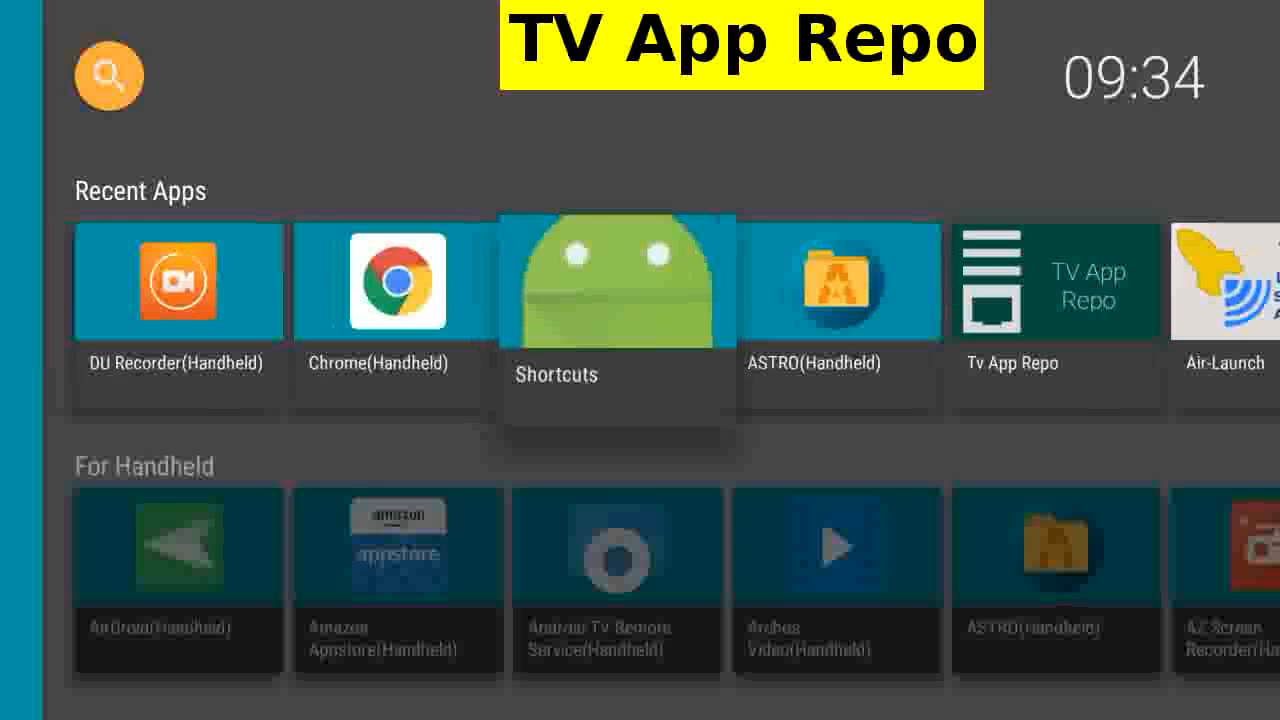 TV App Repo
09:34
Recent Apps
DU Recorder(Handheld)
Chrome(Handheld)
Shortcuts
ASTRO(Handheld)
TV App
Repo
Tv App Repo
Air-Launch
For Handheld
amazon
appstore
AirDroid(Handheld)
Amazon
Appstore(Handheld)
Android Tv Remote
Service(Handheld)
Archos
Video(Handheld)
ASTRO(Handheld)
AZ Screen